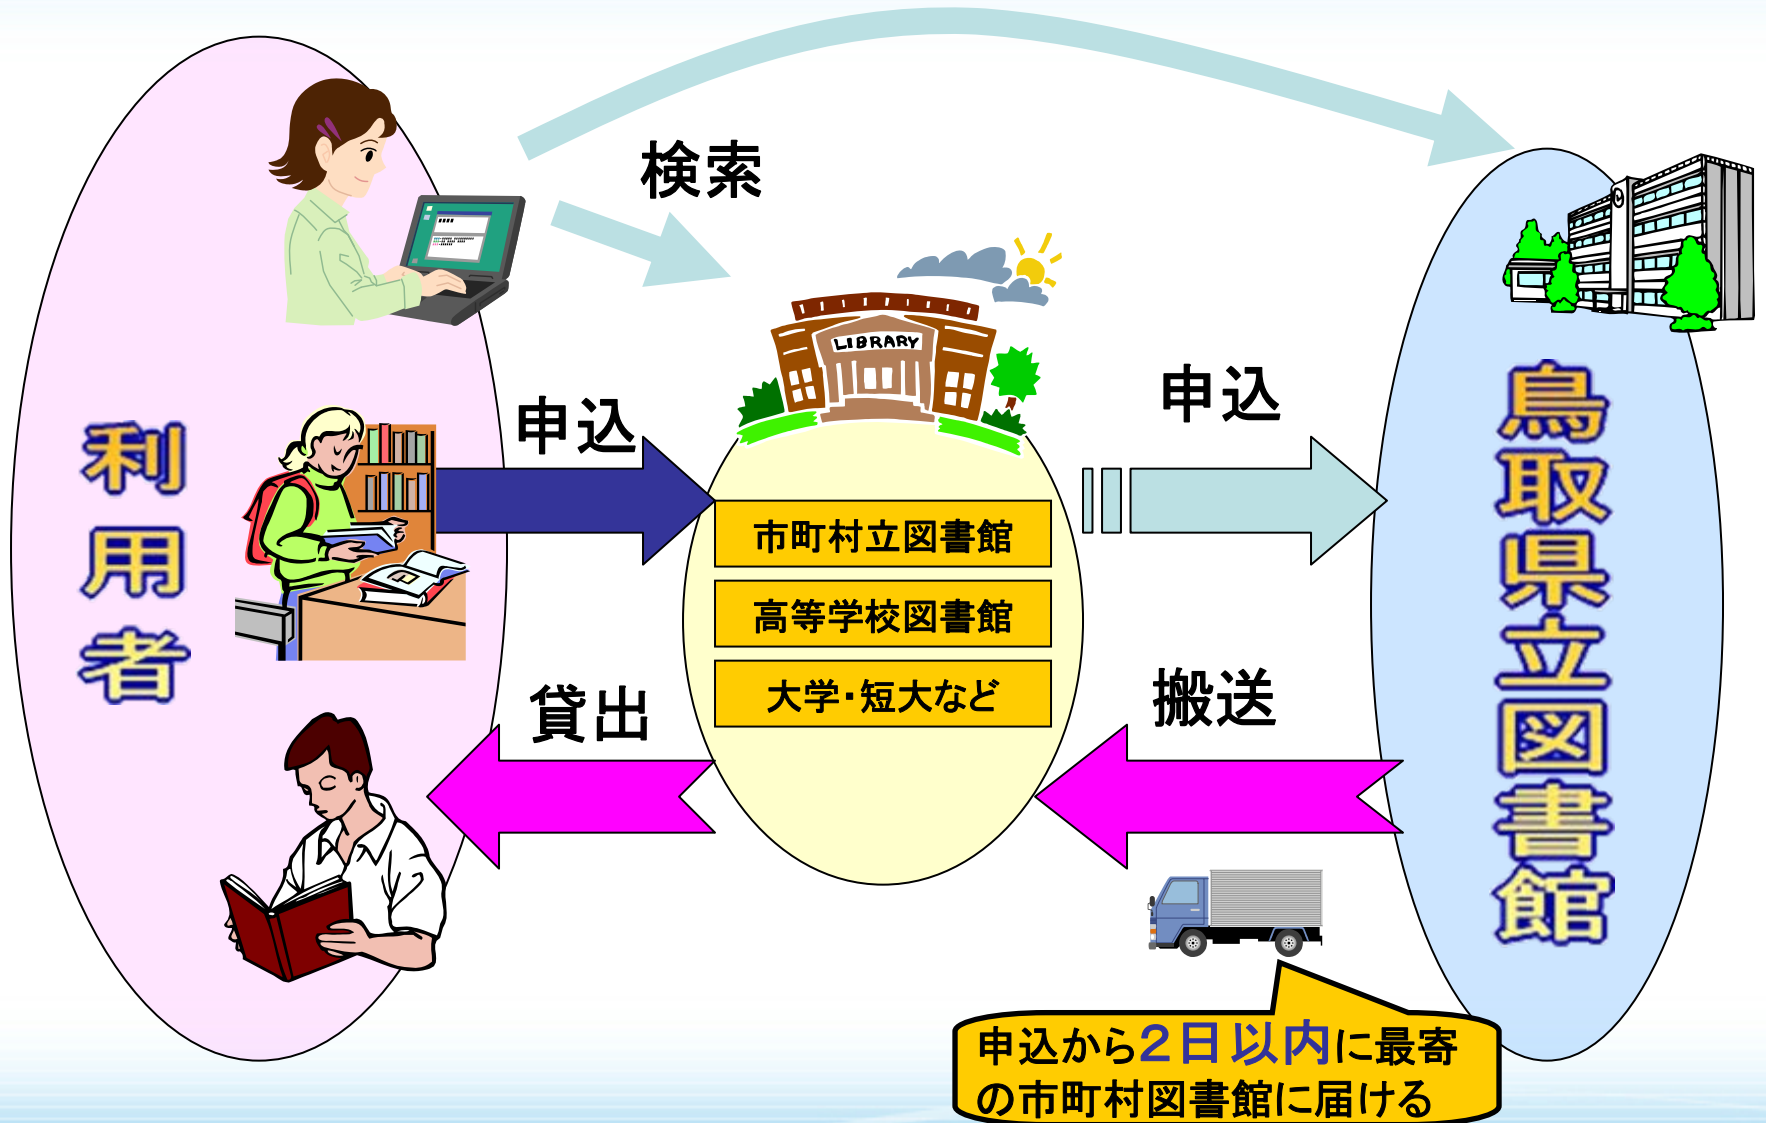 検索
LIBRARY
利用者
申込
申込
鳥取県立図書館
市町村立図書館
高等学校図書館
大学・短大など
貸出
搬送
申込から2日以内に最寄
の市町村図書館に届ける